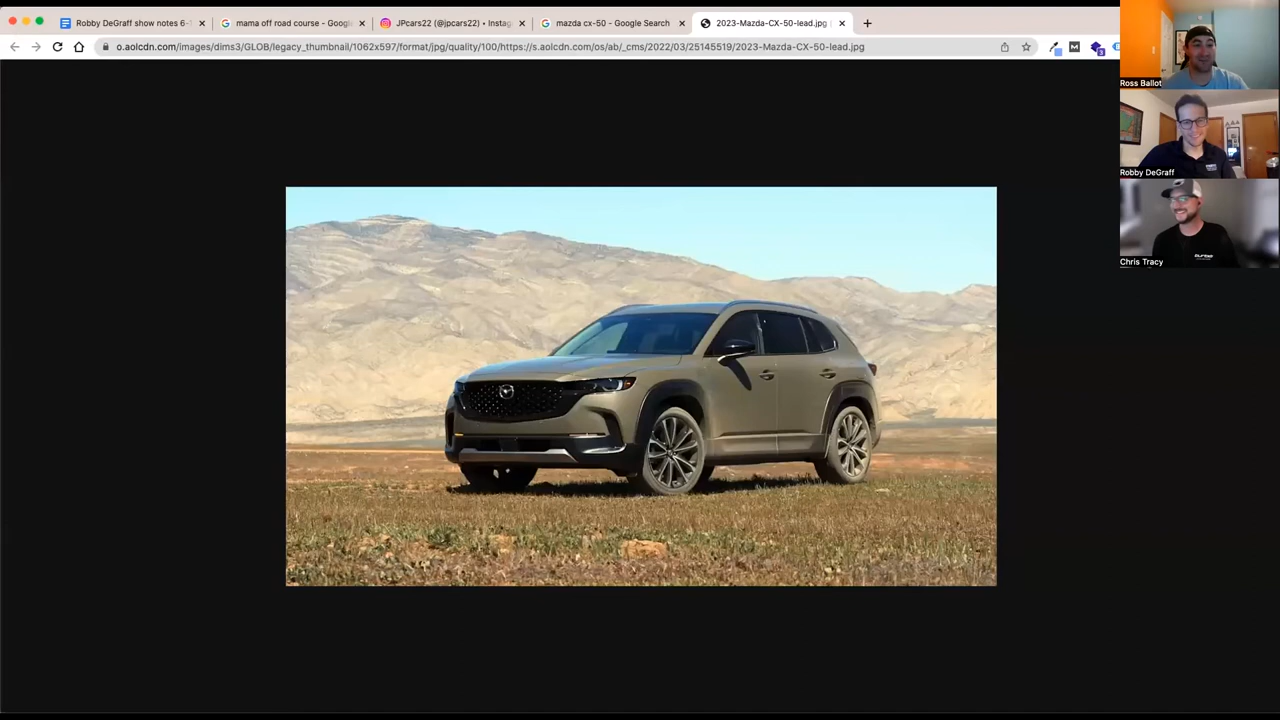 Robby DeGraff show notes 6-
mama off road course - Google
JPcars22 (@jpcars22) • Instag
mazda cx-50 - Google Search
2023-Mazda-CX-50-lead.jpg (
o.aolcdn.com/images/dims3/GLOB/legacy_thumbnail/1062x597/format/jpg/quality/100/https://s.aolcdn.com/os/ab/_cms/2022/03/25145519/2023-Mazda-CX-50-lead.jpg
Ross Ballot
Robby DeGraff
Chris Tracy